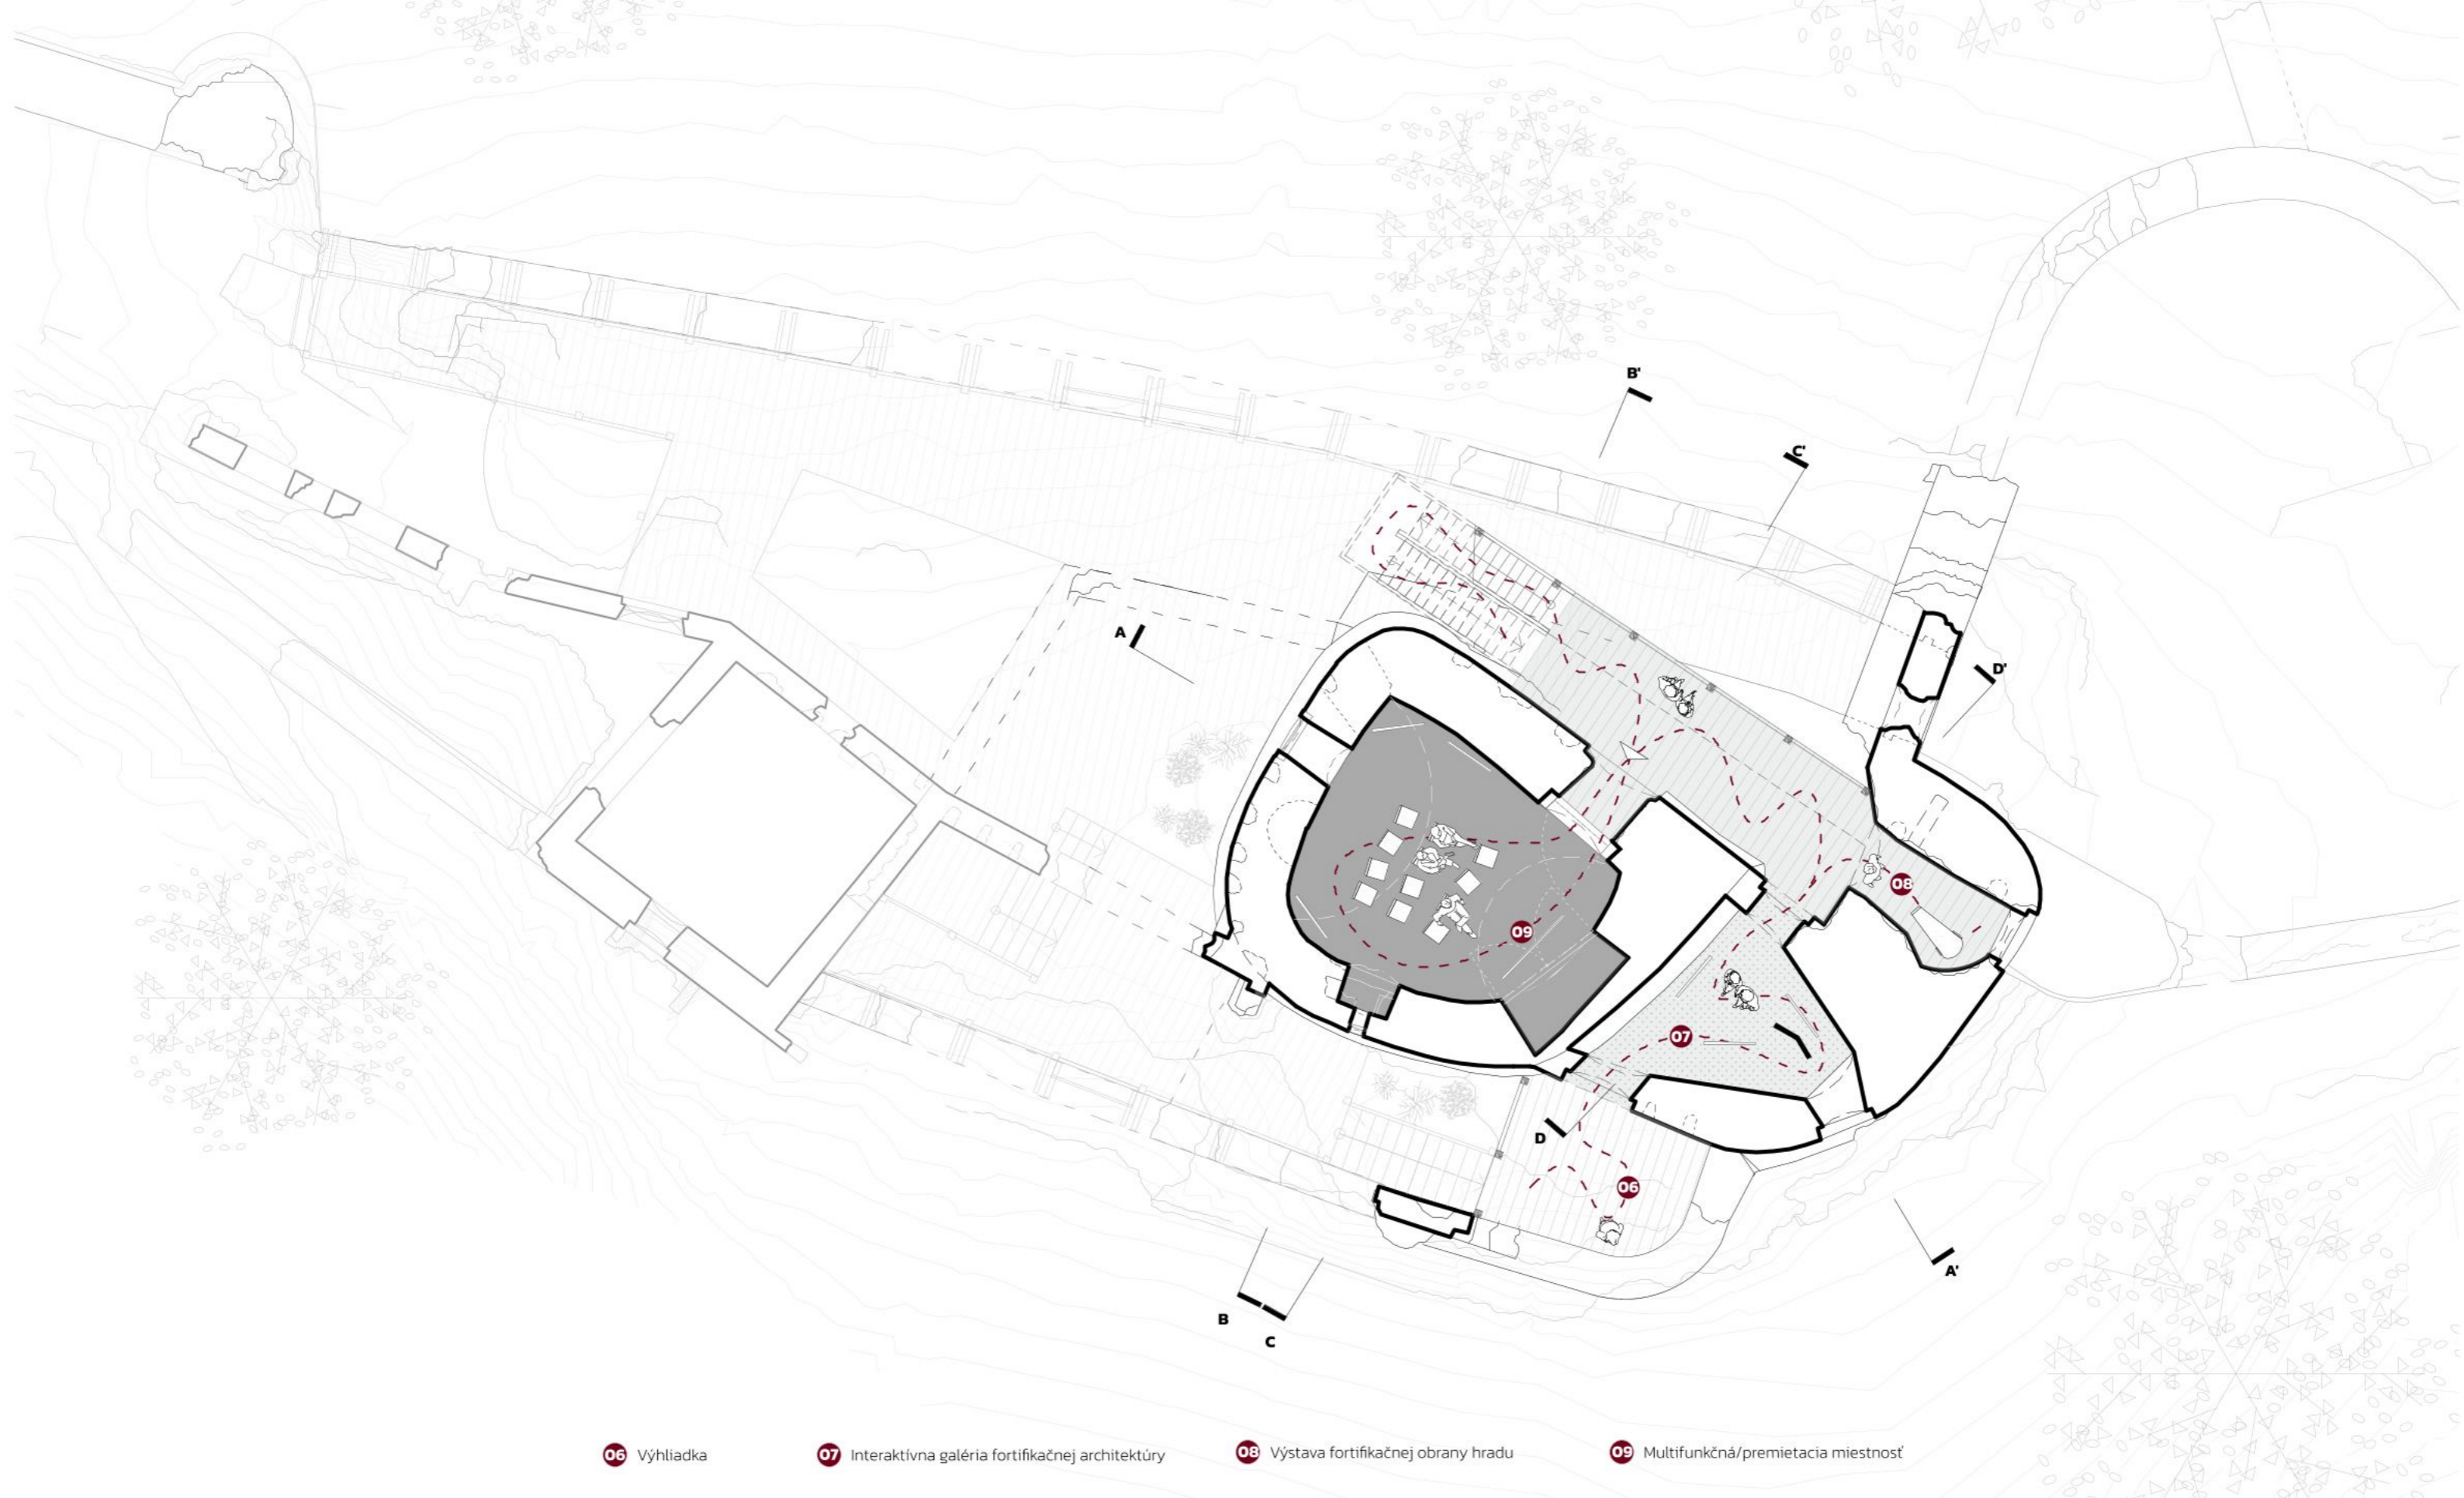 B'
C'
A
D'
08
09
07
D
06
A'
B
C
06 Výhliadka
07 Interaktívna galéria fortifikačnej architektúry
08 Výstava fortifikačnej obrany hradu
09 Multifunkčná/premietacia miestnosť